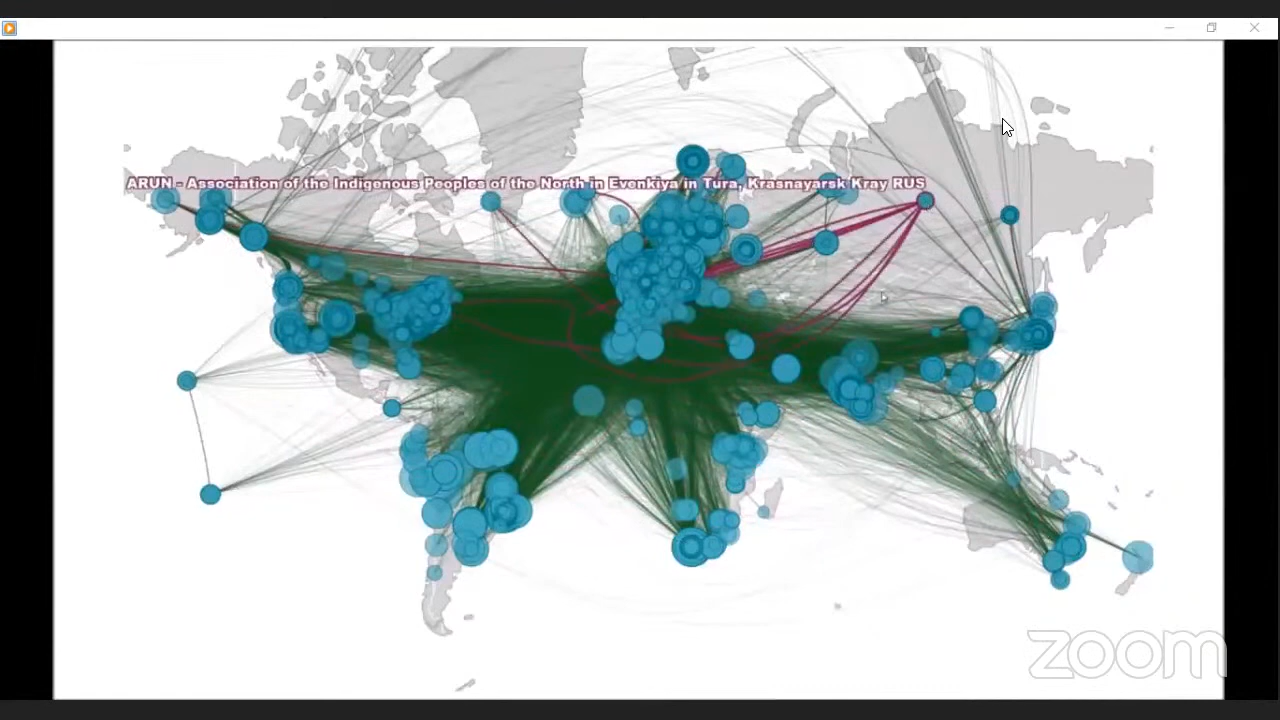 ARUN - Association of the Indigenous Peoples of the North in Evenkiya in Tura, Krasnayarsk Kray RUS
zoom